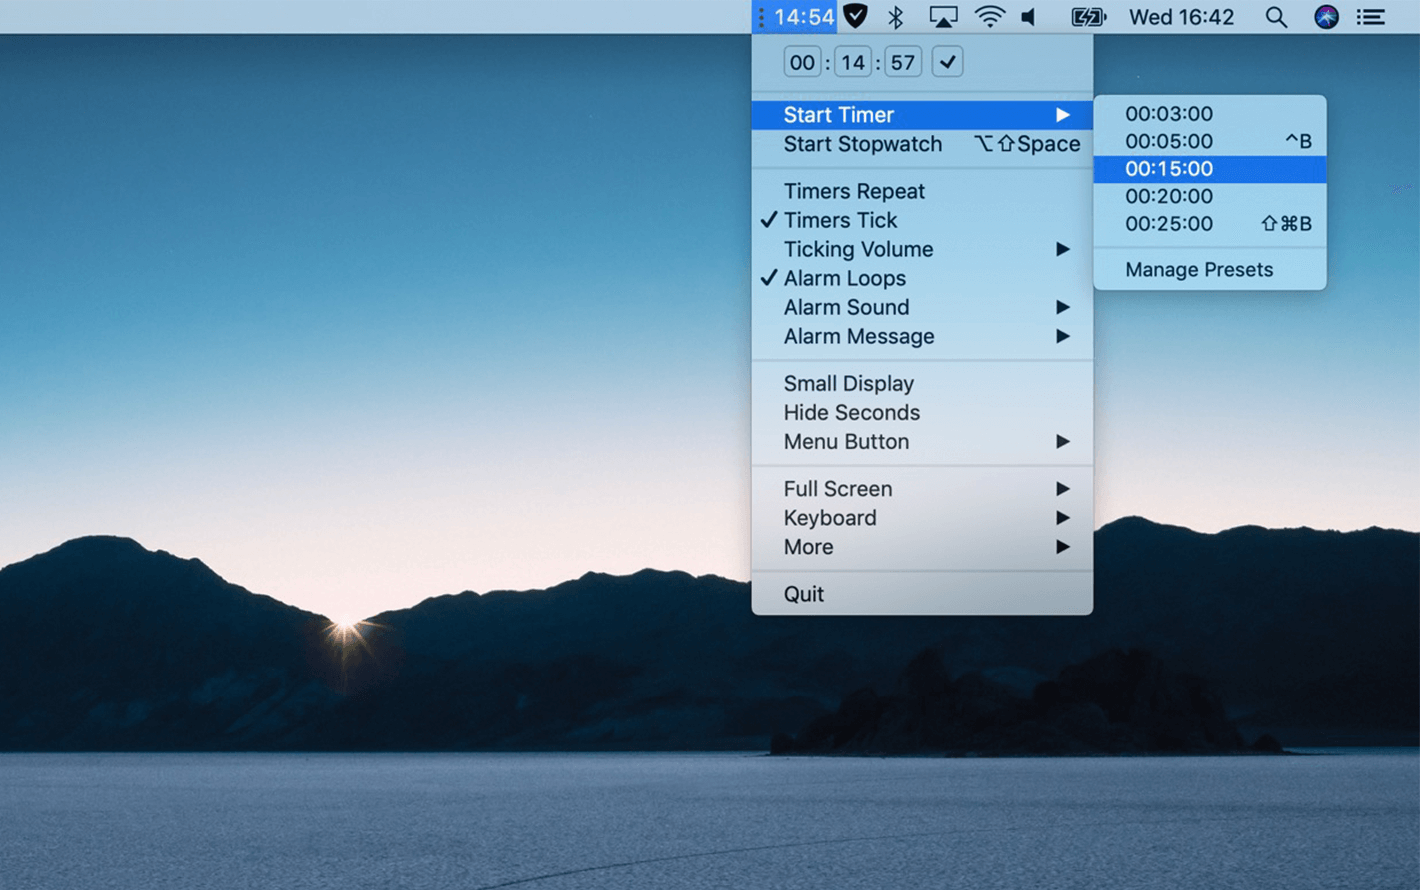 14:54 Wed 16:42
00 : 14 : 57
Start Timer
Start Stopwatch ⌥⇧Space
Timers Repeat
✓ Timers Tick
Ticking Volume
✓ Alarm Loops
Alarm Sound
Alarm Message
Small Display
Hide Seconds
Menu Button
Full Screen
Keyboard
More
Quit
00:03:00
00:05:00 ^B
00:15:00
00:20:00
00:25:00 ⇧⌘B
Manage Presets